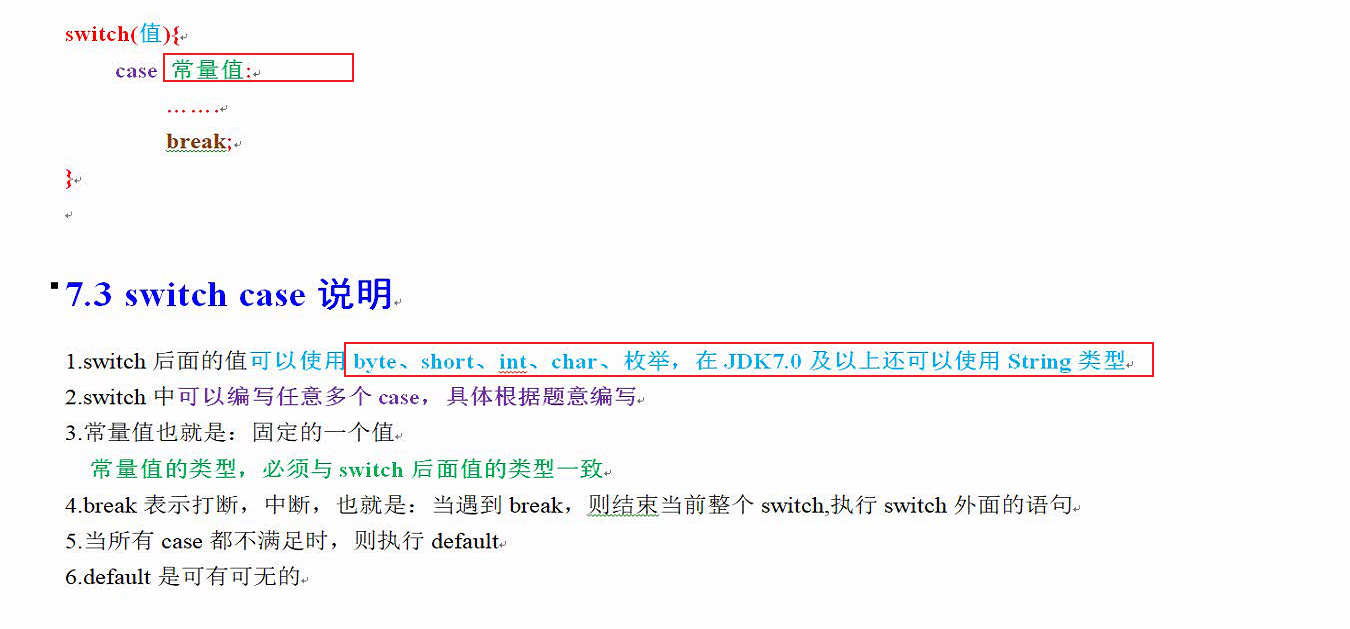 switch(值){
case 常量值:
…….
break;
}
7.3 switch case 说明
1.switch 后面的值可以使用 byte、short、int、char、枚举，在 JDK7.0 及以上还可以使用 String 类型
2.switch 中可以编写任意多个 case，具体根据题意编写
3.常量值也就是：固定的一个值
常量值的类型，必须与 switch 后面值的类型一致
4.break 表示打断，中断，也就是：当遇到 break，则结束当前整个 switch,执行 switch 外面的语句
5.当所有 case 都不满足时，则执行 default
6.default 是可有可无的